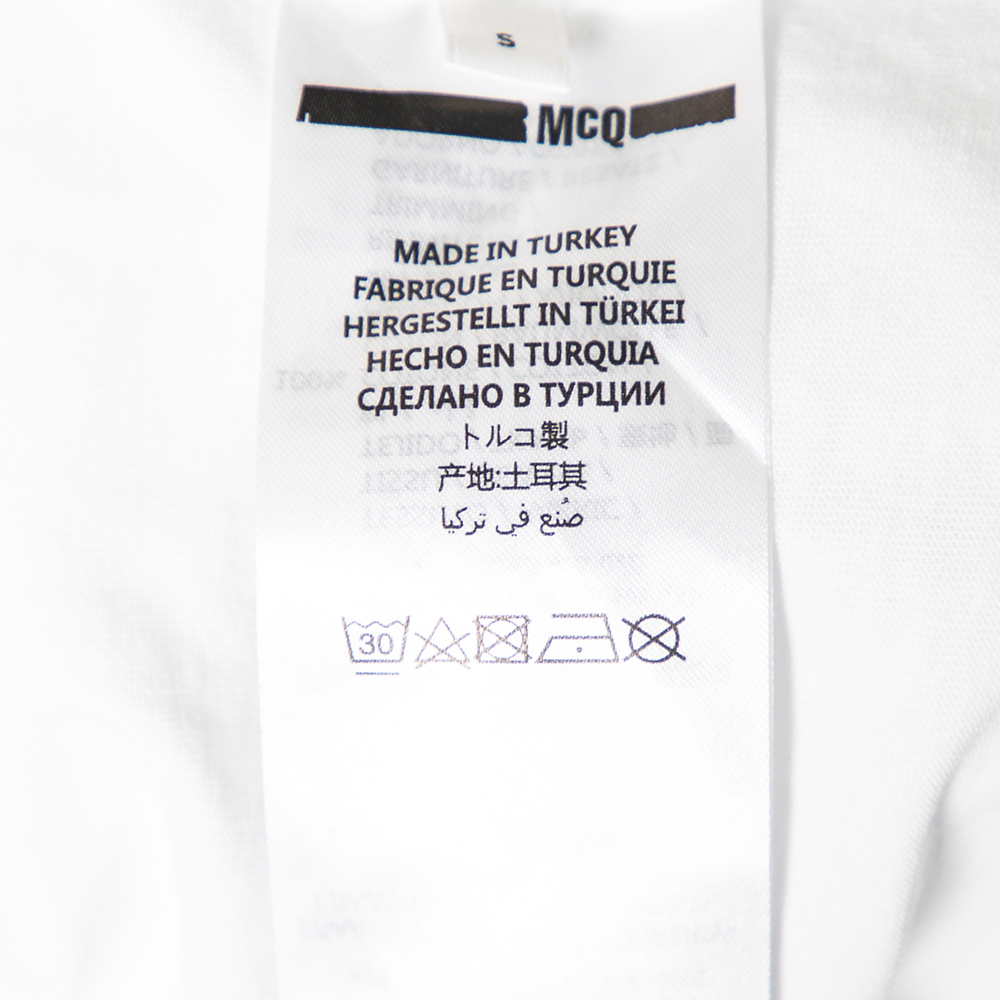 S
MCQ
MADE IN TURKEY
FABRIQUE EN TURQUIE
HERGESTELLT IN TÜRKEI
HECHO EN TURQUIA
СДЕЛАНО В ТУРЦИИ
トルコ製
产地:土耳其
صُنع في تركيا
30